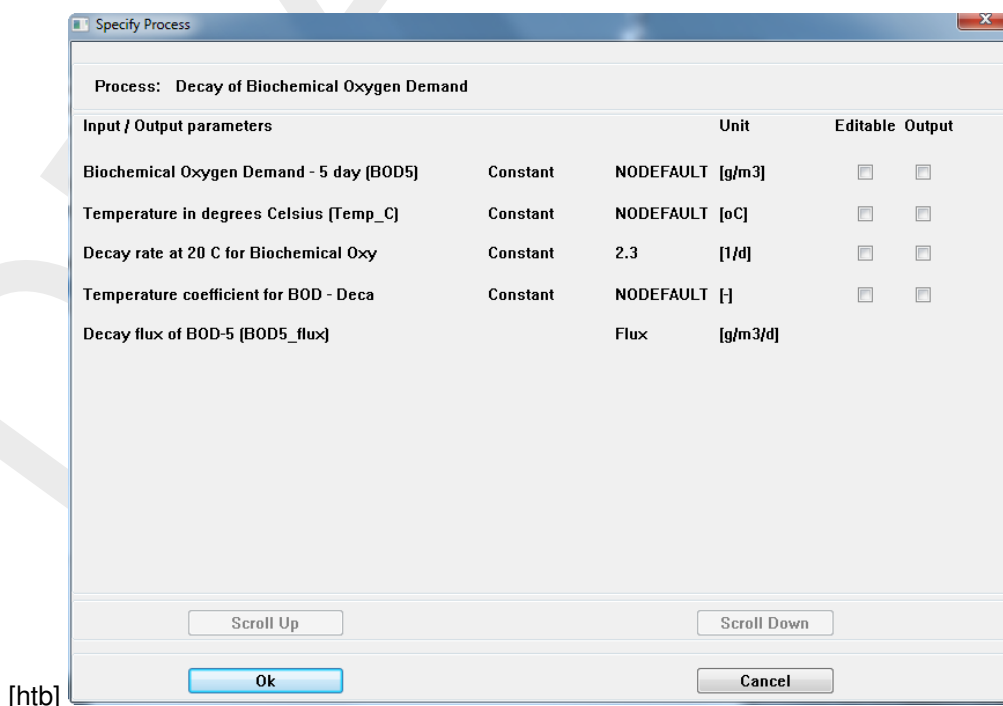 Specify Process
Process: Decay of Biochemical Oxygen Demand
Input / Output parameters Unit Editable Output
Biochemical Oxygen Demand - 5 day (BOD5) Constant NODEFAULT [g/m3]
Temperature in degrees Celsius (Temp_C) Constant NODEFAULT [oC]
Decay rate at 20 C for Biochemical Oxy Constant 2.3 [1/d]
Temperature coefficient for BOD - Deca Constant NODEFAULT [-]
Decay flux of BOD-5 (BOD5_flux) Flux [g/m3/d]
Scroll Up Scroll Down
[htb] Ok Cancel